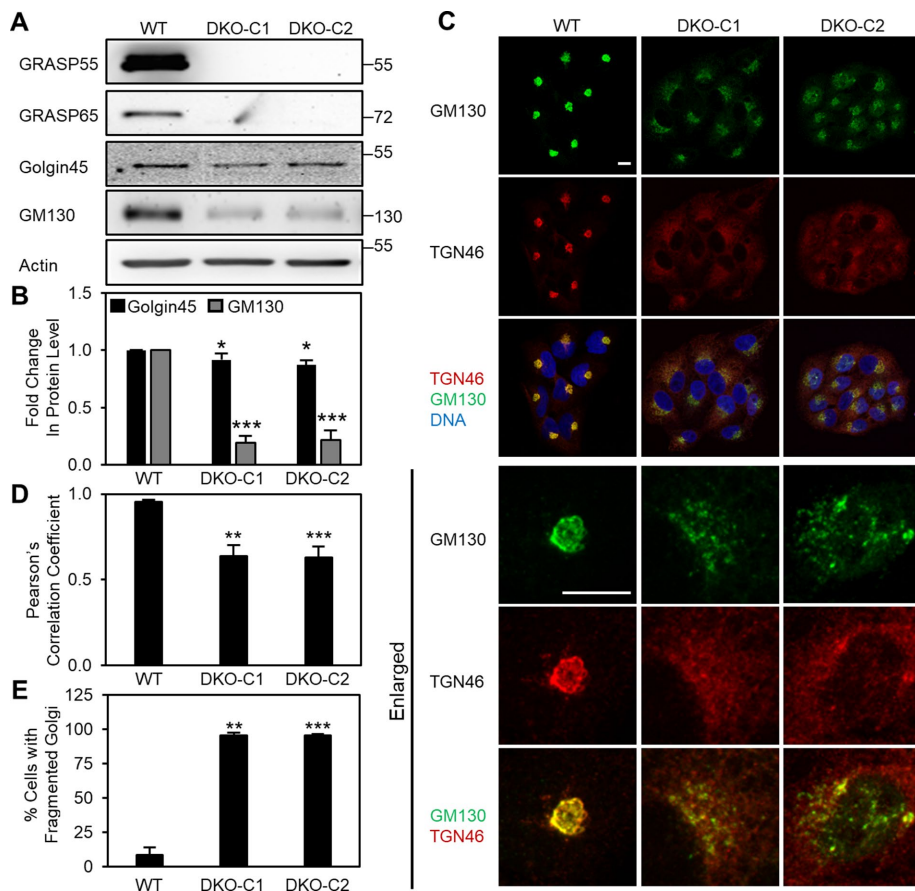 A
WT DKO-C1 DKO-C2
GRASP55
55
GRASP65
72
Golgin45
55
GM130
130
Actin
55
B
Fold Change
In Protein Level
1.5
1.0
0.5
0.0
Golgin45 GM130
* *
*** ***
WT DKO-C1 DKO-C2
D
Pearson's
Correlation Coefficient
1.0
0.5
0.0
** ***
WT DKO-C1 DKO-C2
E
% Cells with
Fragmented Golgi
125
100
75
50
25
0
** ***
WT DKO-C1 DKO-C2
C
WT DKO-C1 DKO-C2
GM130
TGN46
TGN46
GM130
DNA
Enlarged
GM130
TGN46
GM130
TGN46